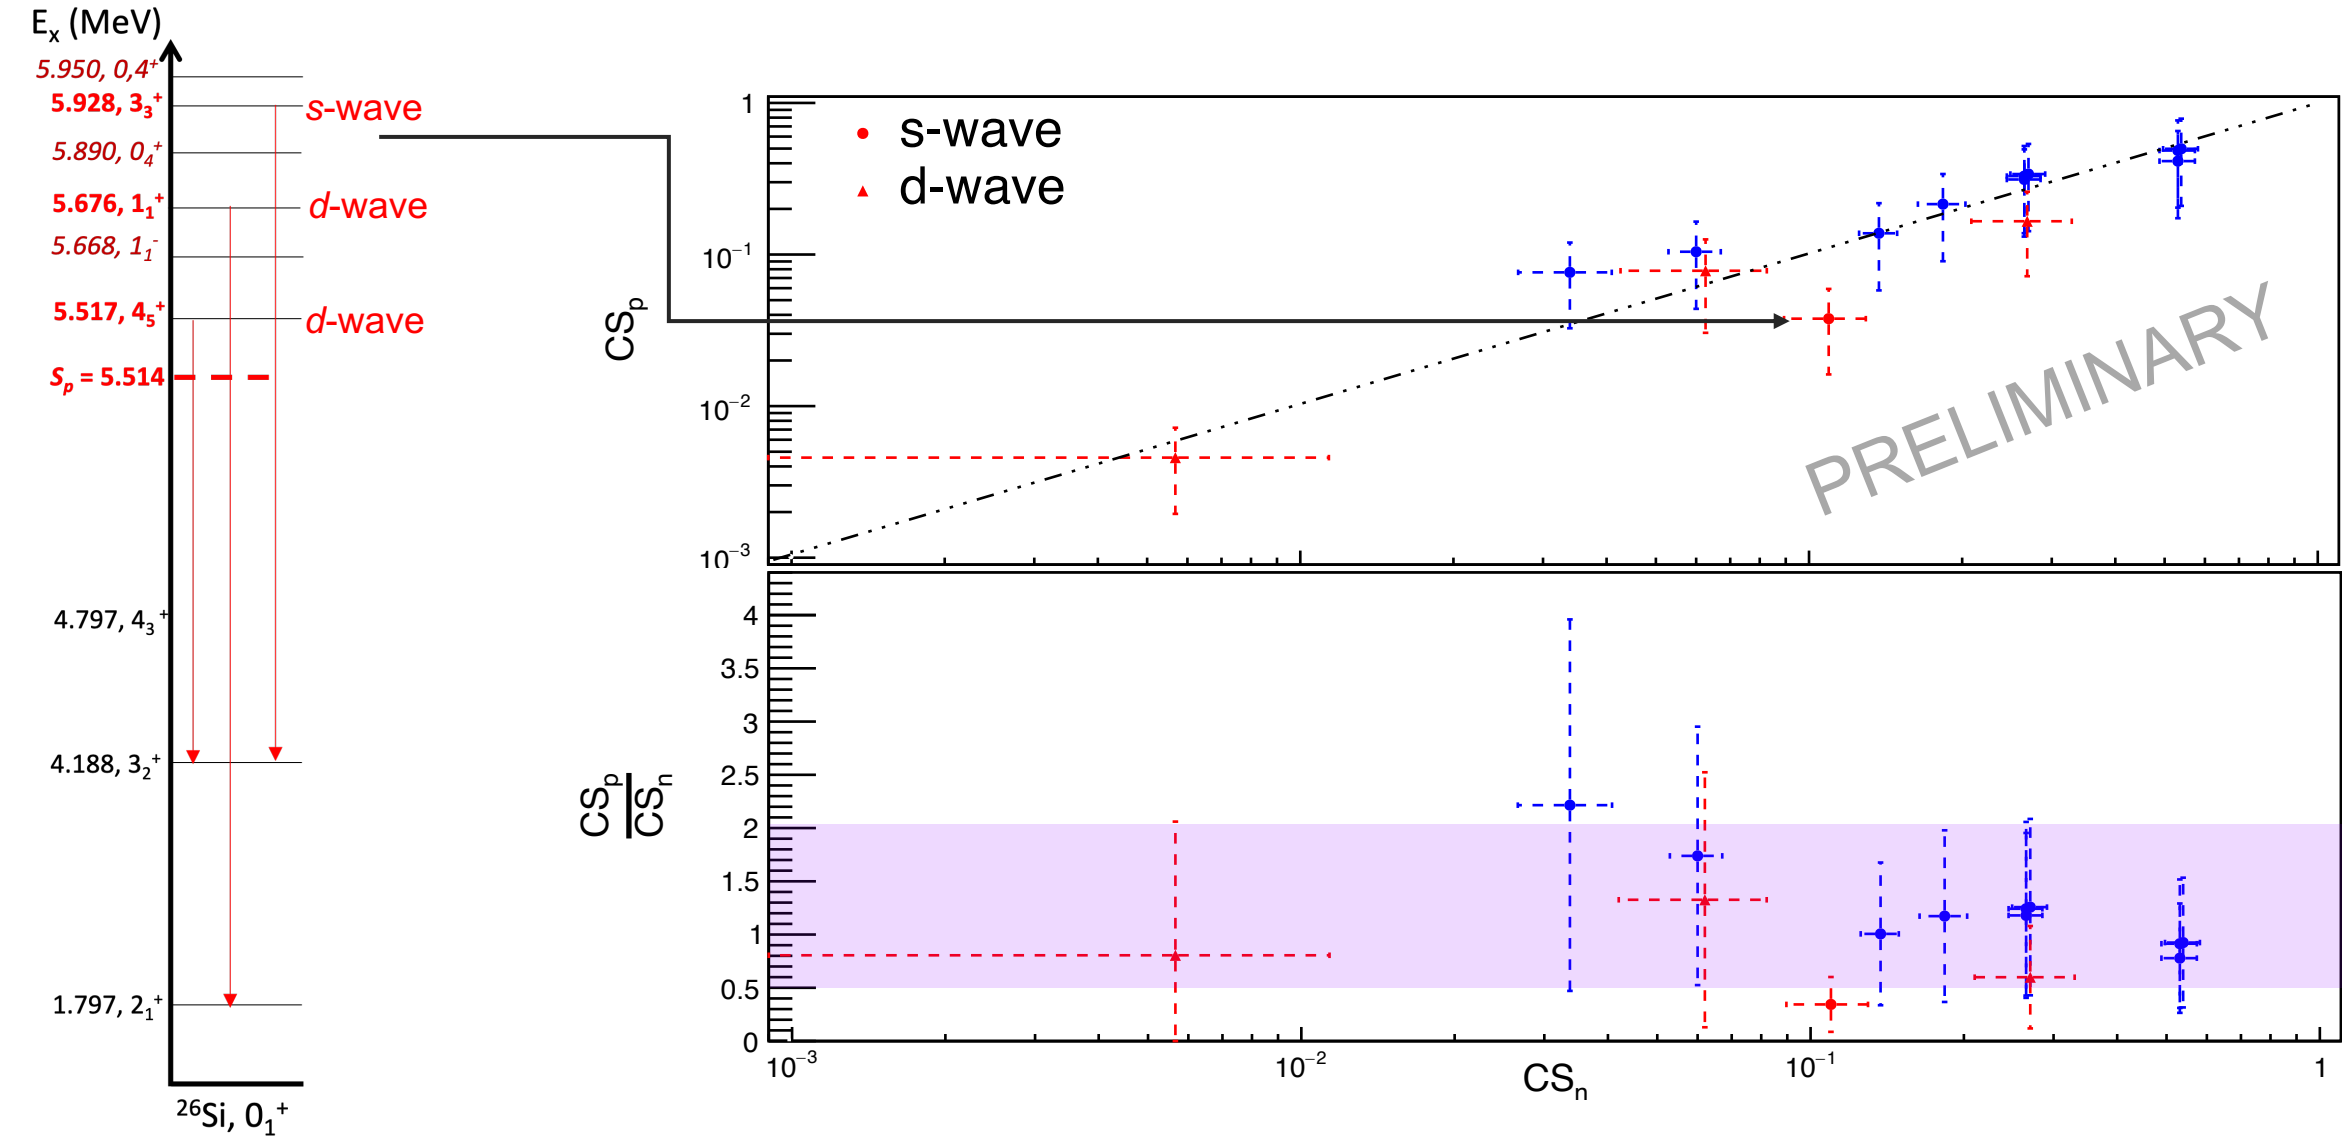 Eₓ (MeV)
5.950, 0,4⁺
5.928, 3₃⁺
s-wave
5.890, 0₄⁺
5.676, 1₁⁺
d-wave
5.668, 1₁⁻
5.517, 4₅⁺
d-wave
Sₚ = 5.514
4.797, 4₃⁺
4.188, 3₂⁺
1.797, 2₁⁺
²⁶Si, 0₁⁺
s-wave
d-wave
1
10⁻¹
10⁻²
10⁻³
CSₚ
PRELIMINARY
4
3.5
3
2.5
2
1.5
1
0.5
0
CSₚ
CSₙ
10⁻³
10⁻²
10⁻¹
1
CSₙ